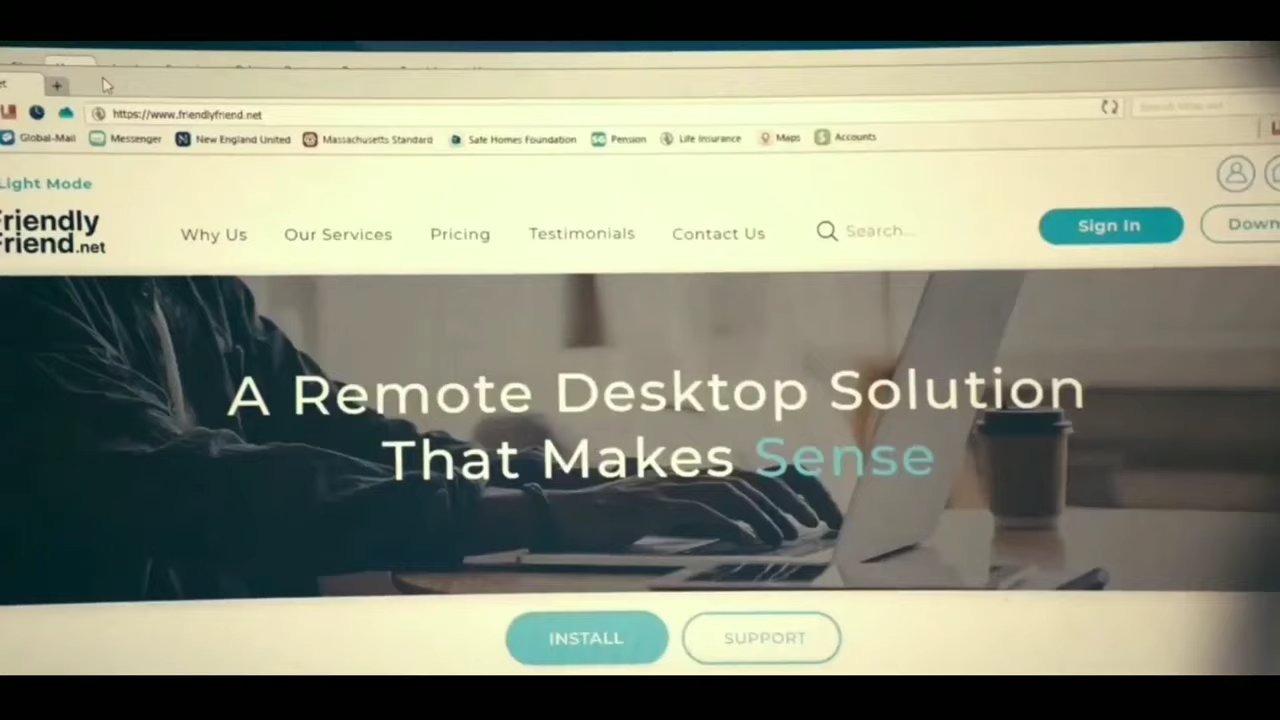 https://www.friendlyfriend.net
Global-Mail Messenger New England United Massachusetts Standard Safe Homes Foundation Pension Life Insurance Maps Accounts
Light Mode
Friendly
Friend.net
Why Us Our Services Pricing Testimonials Contact Us Search... Sign In Down
A Remote Desktop Solution
That Makes Sense
INSTALL SUPPORT